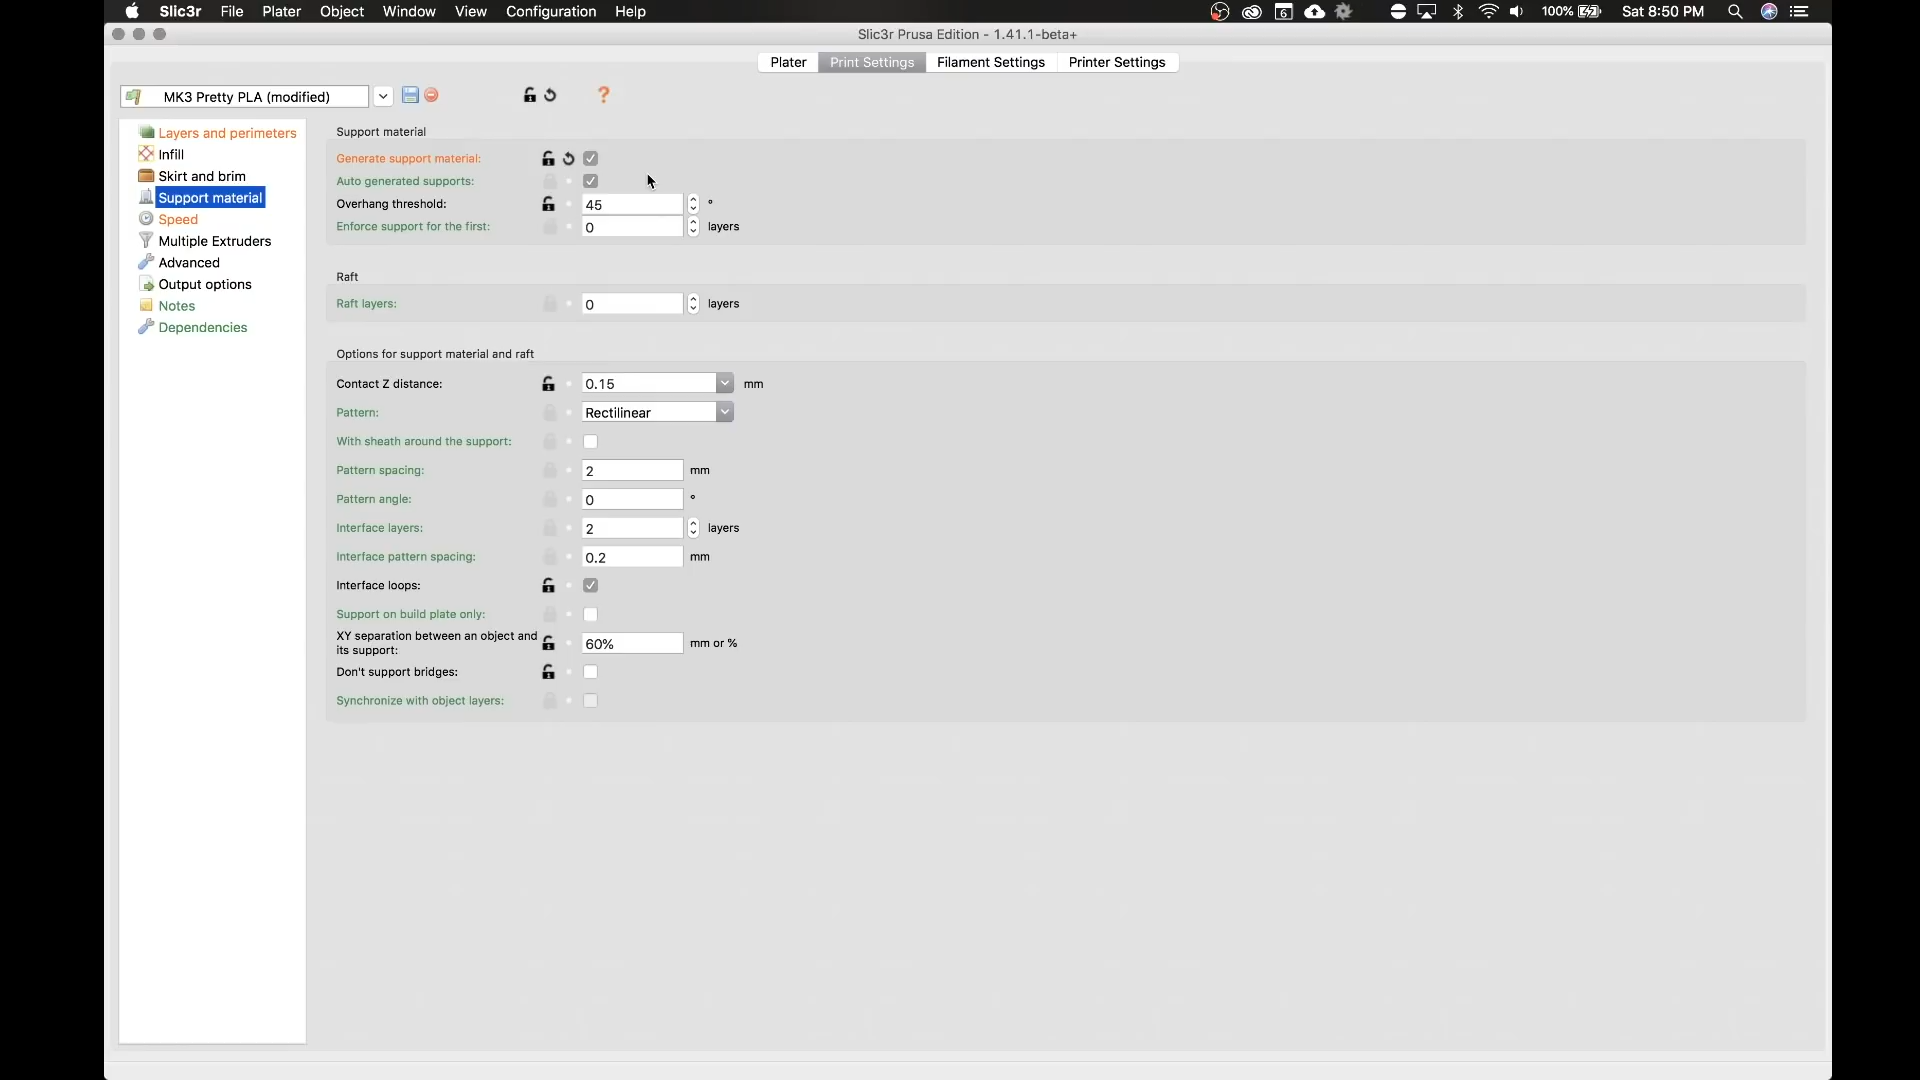 Slic3r File Plater Object Window View Configuration Help 6 100% Sat 8:50 PM
Slic3r Prusa Edition - 1.41.1-beta+
Plater Print Settings Filament Settings Printer Settings
MK3 Pretty PLA (modified) ?
Layers and perimeters
Infill
Skirt and brim
Support material
Speed
Multiple Extruders
Advanced
Output options
Notes
Dependencies
Support material
Generate support material:
Auto generated supports:
Overhang threshold: 45 °
Enforce support for the first: 0 layers
Raft
Raft layers: 0 layers
Options for support material and raft
Contact Z distance: 0.15 mm
Pattern: Rectilinear
With sheath around the support:
Pattern spacing: 2 mm
Pattern angle: 0 °
Interface layers: 2 layers
Interface pattern spacing: 0.2 mm
Interface loops:
Support on build plate only:
XY separation between an object and
its support: 60% mm or %
Don't support bridges:
Synchronize with object layers: